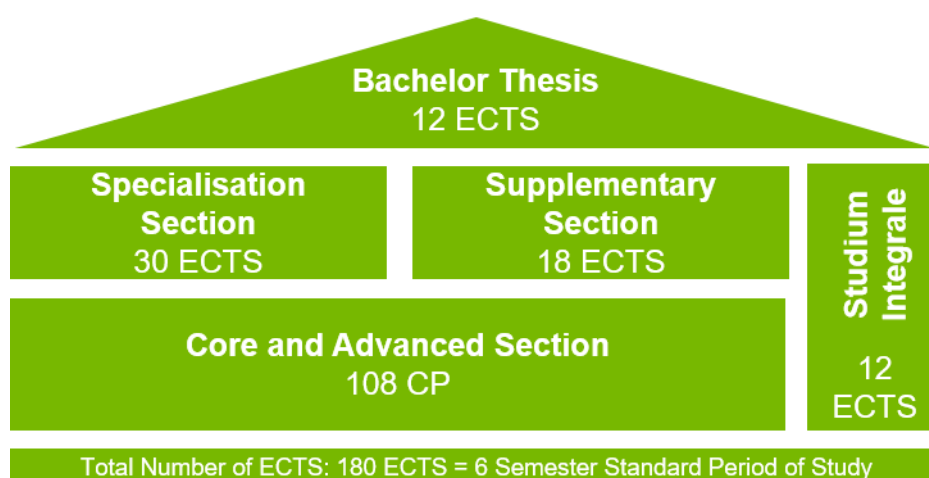 Bachelor Thesis
12 ECTS
Specialisation
Section
30 ECTS
Supplementary
Section
18 ECTS
Studium
Integrale
12
ECTS
Core and Advanced Section
108 CP
Total Number of ECTS: 180 ECTS = 6 Semester Standard Period of Study